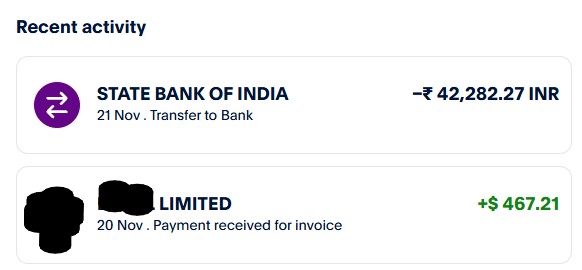 Recent activity
STATE BANK OF INDIA
−₹ 42,282.27 INR
21 Nov . Transfer to Bank
LIMITED
+$ 467.21
20 Nov . Payment received for invoice